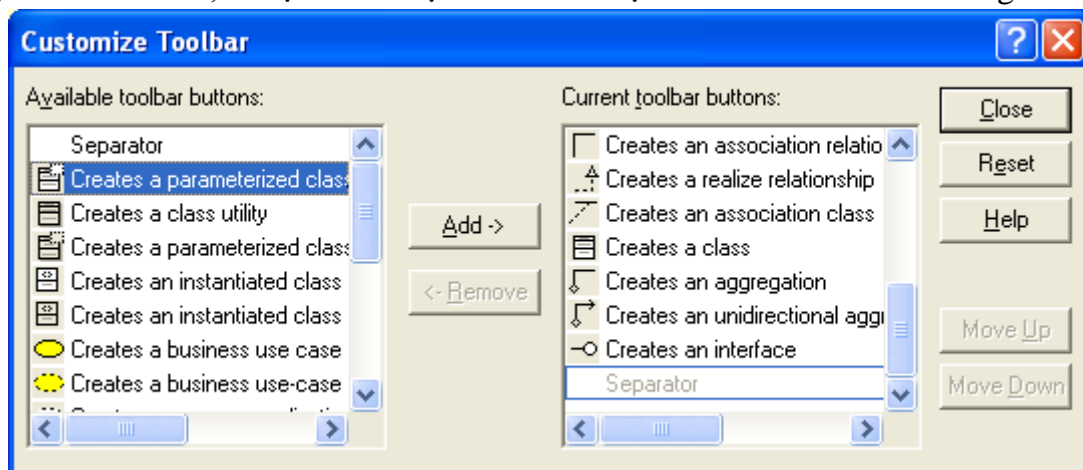 Customize Toolbar
Available toolbar buttons:
Separator
Creates a parameterized clas
Creates a class utility
Creates a parameterized class
Creates an instantiated class
Creates an instantiated class
Creates a business use case
Creates a business use-case
Add ->
<- Remove
Current toolbar buttons:
Creates an association relatio
Creates a realize relationship
Creates an association class
Creates a class
Creates an aggregation
Creates an unidirectional aggr
Creates an interface
Separator
Close
Reset
Help
Move Up
Move Down